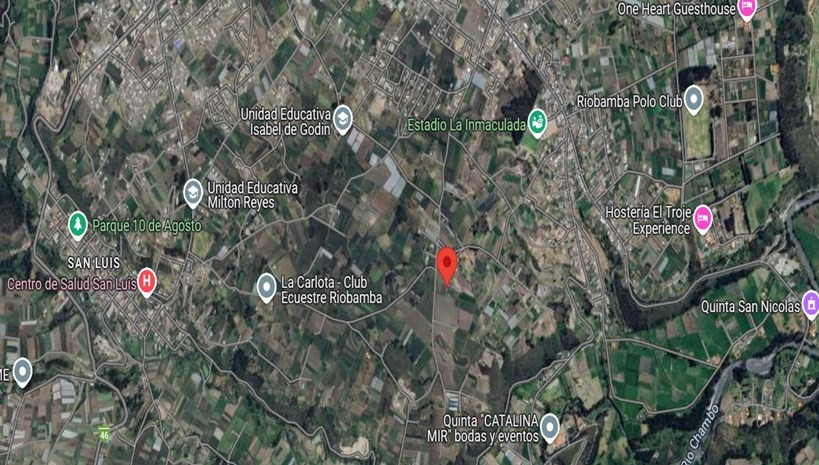 One Heart Guesthouse
Riobamba Polo Club
Unidad Educativa
Isabel de Godin
Estadio La Inmaculada
Unidad Educativa
Milton Reyes
Parque 10 de Agosto
Hostería El Troje
Experience
SAN LUIS
Centro de Salud San Luis
H
La Carlota - Club
Ecuestre Riobamba
Quinta San Nicolas
ME
Quinta "CATALINA
MIR" bodas y eventos
46
Río Chambo